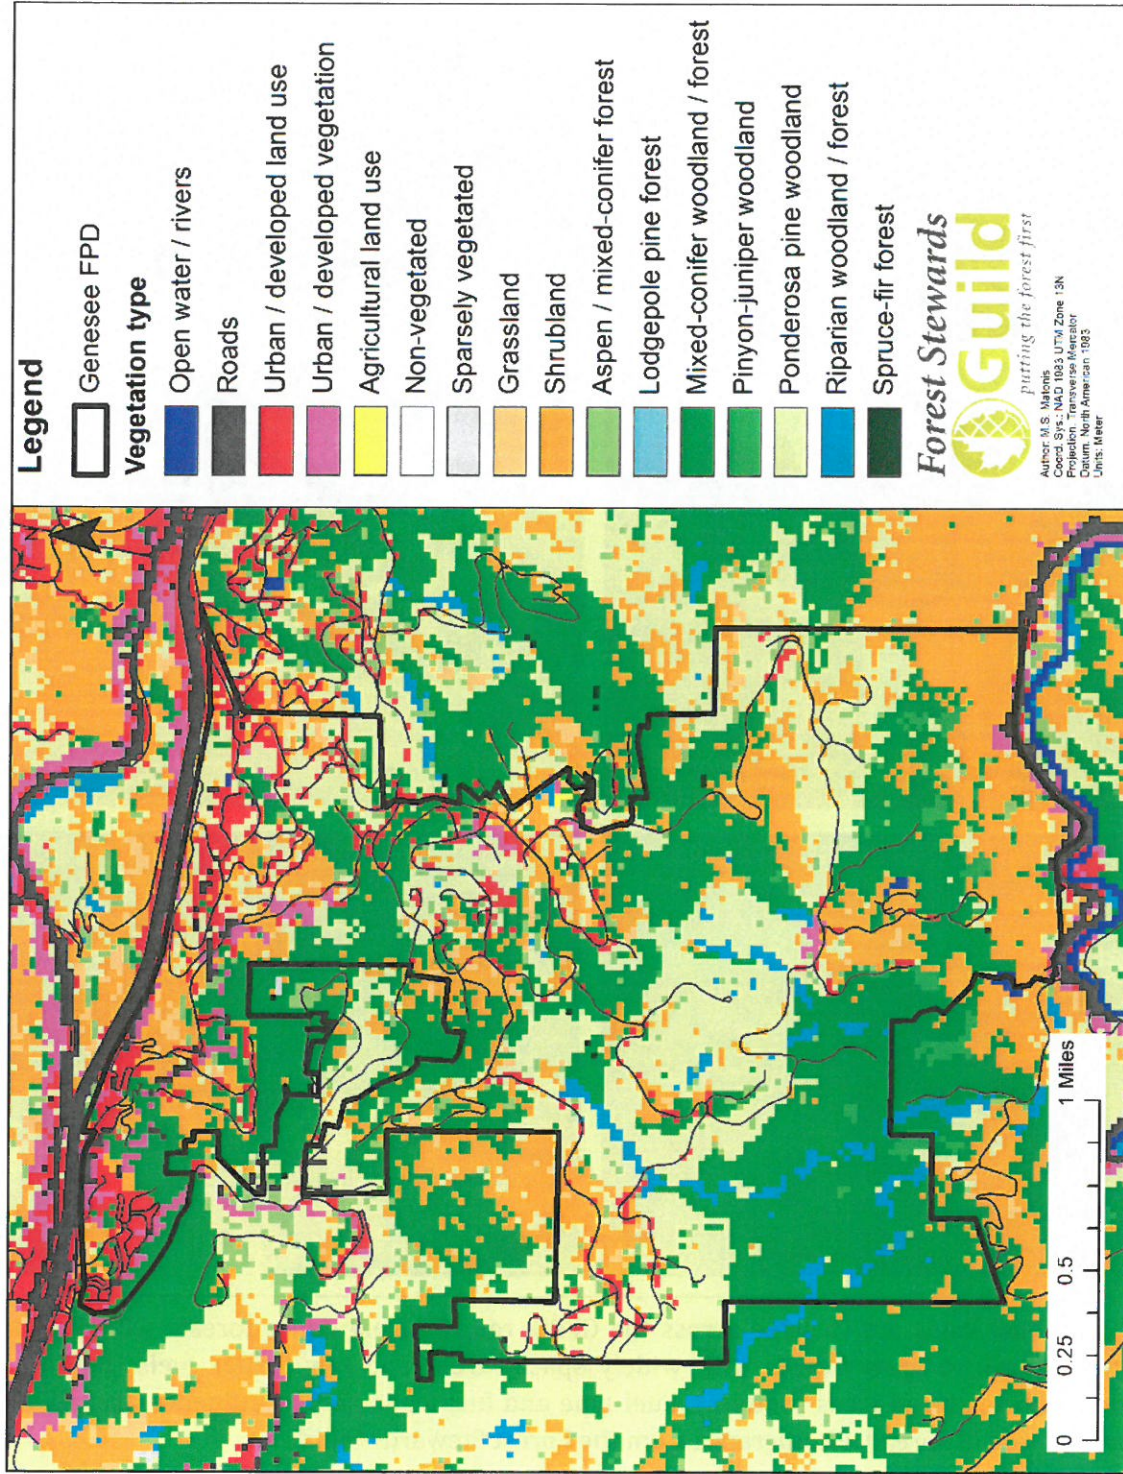 Legend
Genesee FPD
Vegetation type
Open water / rivers
Roads
Urban / developed land use
Urban / developed vegetation
Agricultural land use
Non-vegetated
Sparsely vegetated
Grassland
Shrubland
Aspen / mixed-conifer forest
Lodgepole pine forest
Mixed-conifer woodland / forest
Pinyon-juniper woodland
Ponderosa pine woodland
Riparian woodland / forest
Spruce-fir forest
Forest Stewards
Guild
putting the forest first
Author: M.S. Matonis
Coord. Sys.: NAD 1983 UTM Zone 13N
Projection: Transverse Mercator
Datum: North American 1983
Units: Meter
N
0 0.25 0.5 1 Miles